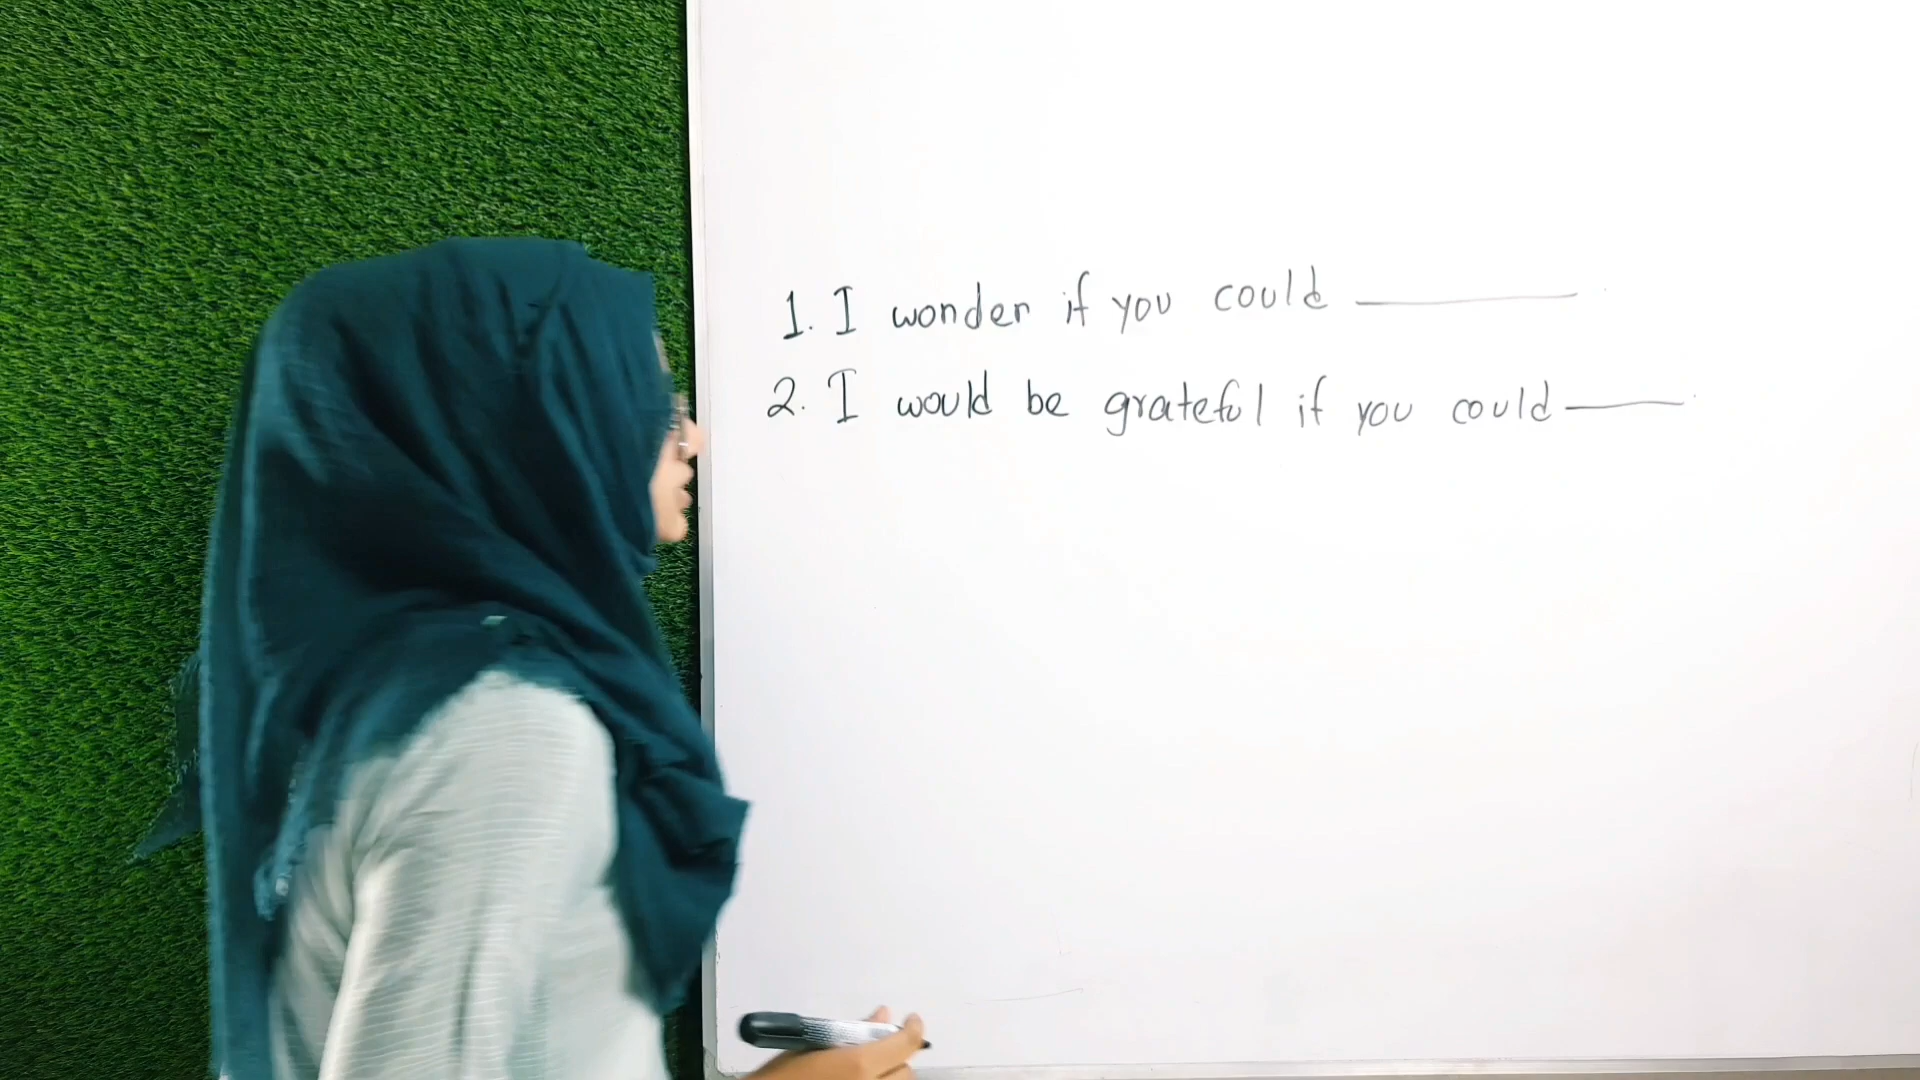 1. I wonder if you could ______
2. I would be grateful if you could ____